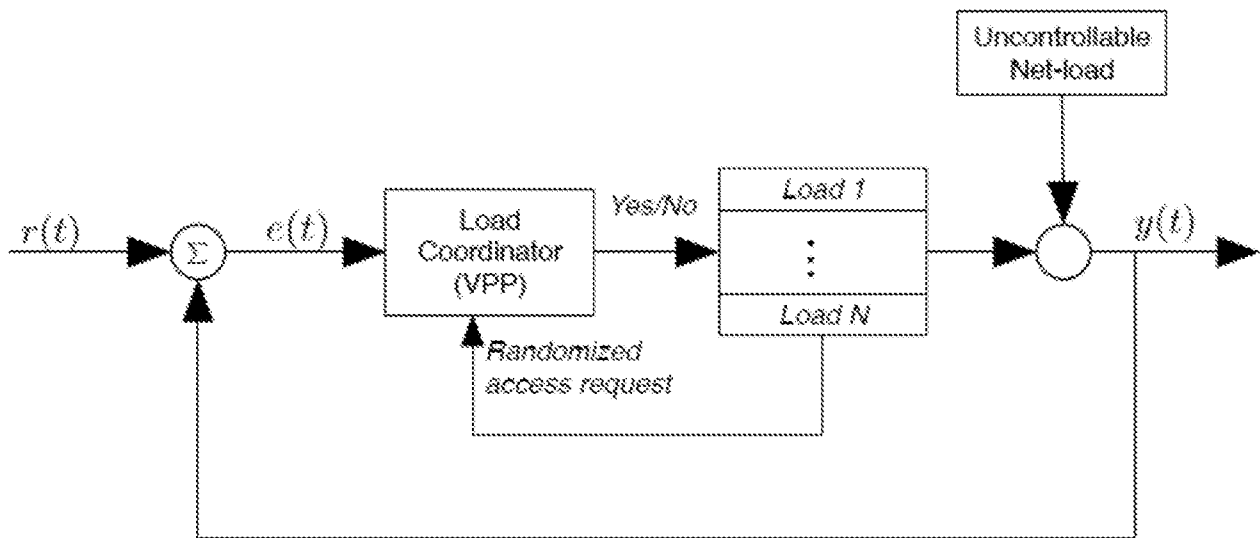 Uncontrollable
Net-load
r(t)
Σ
e(t)
Load
Coordinator
(VPP)
Yes/No
Load 1
Load N
y(t)
Randomized
access request